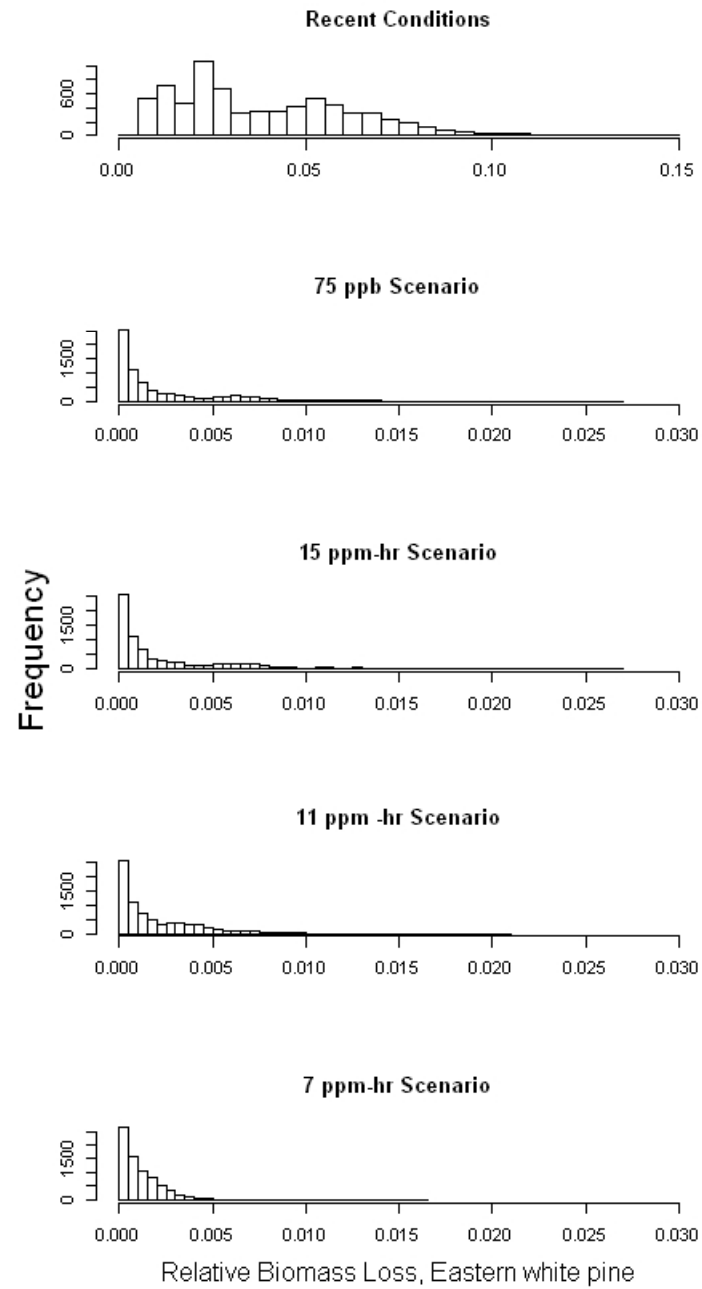 Recent Conditions
600
0
0.00 0.05 0.10 0.15
75 ppb Scenario
1500
0
0.000 0.005 0.010 0.015 0.020 0.025 0.030
15 ppm-hr Scenario
1500
0
0.000 0.005 0.010 0.015 0.020 0.025 0.030
Frequency
11 ppm -hr Scenario
1500
0
0.000 0.005 0.010 0.015 0.020 0.025 0.030
7 ppm-hr Scenario
1500
0
0.000 0.005 0.010 0.015 0.020 0.025 0.030
Relative Biomass Loss, Eastern white pine